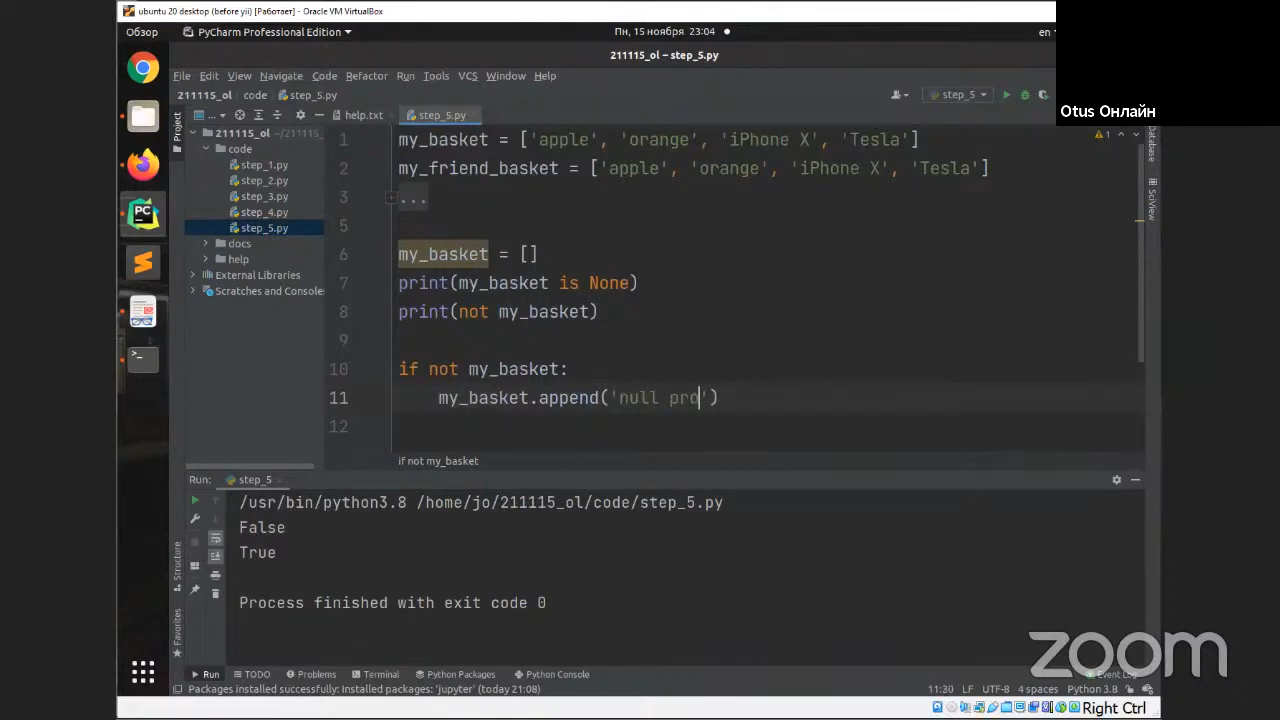 ubuntu 20 desktop (before yii) [Работает] - Oracle VM VirtualBox
Обзор PyCharm Professional Edition Пн, 15 ноября 23:04 en
211115_ol – step_5.py
File Edit View Navigate Code Refactor Run Tools VCS Window Help
211115_ol code step_5.py step_5
Otus Онлайн
Project ... help.txt step_5.py
211115_ol ~/211115_
code
step_1.py
step_2.py
step_3.py
step_4.py
step_5.py
docs
help
External Libraries
Scratches and Consoles
1 my_basket = ['apple', 'orange', 'iPhone X', 'Tesla']
2 my_friend_basket = ['apple', 'orange', 'iPhone X', 'Tesla']
3 ...
5
6 my_basket = []
7 print(my_basket is None)
8 print(not my_basket)
9
10 if not my_basket:
11 my_basket.append('null pro')
12
if not my_basket
1
Database
SciView
Run: step_5
/usr/bin/python3.8 /home/jo/211115_ol/code/step_5.py
False
True
Process finished with exit code 0
Structure
Favorites
zoom
Run TODO Problems Terminal Python Packages Python Console Event Log
Packages installed successfully: Installed packages: 'jupyter' (today 21:08) 11:30 LF UTF-8 4 spaces Python 3.8
Right Ctrl